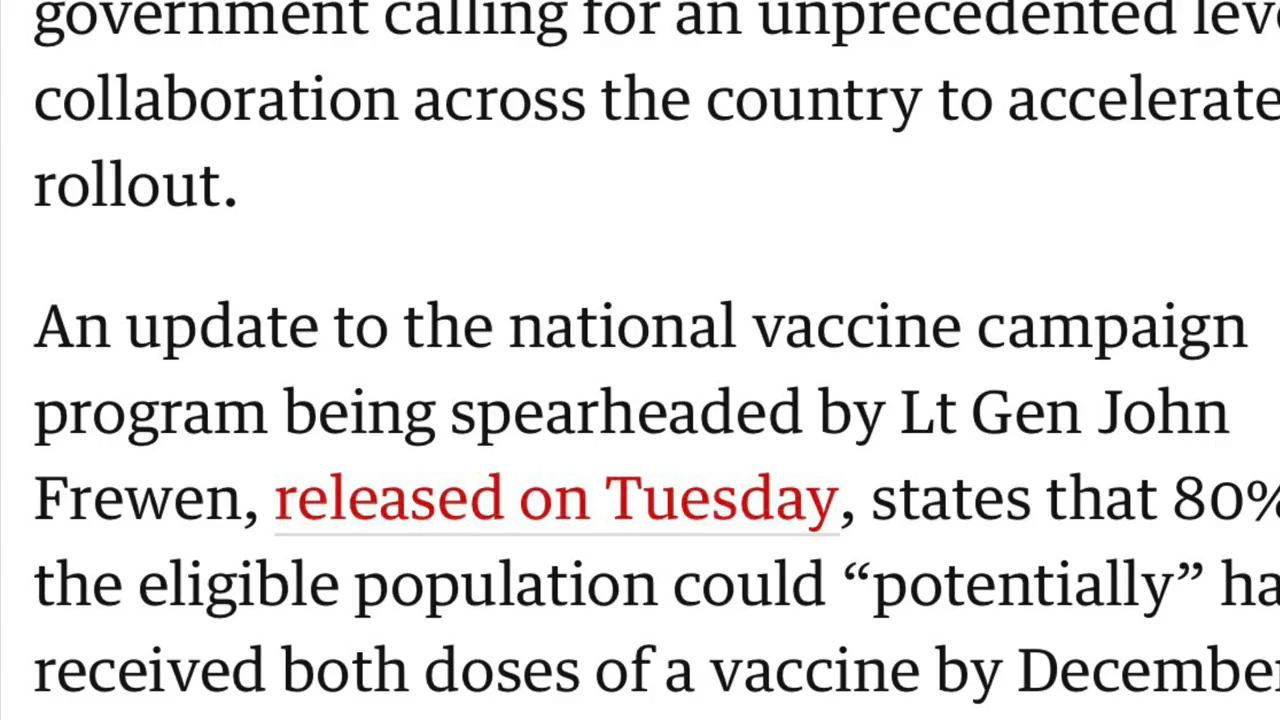 government calling for an unprecedented
collaboration across the country to accelerate
rollout.
An update to the national vaccine campaign
program being spearheaded by Lt Gen John
Frewen, released on Tuesday, states that 80%
the eligible population could “potentially”
received both doses of a vaccine by December